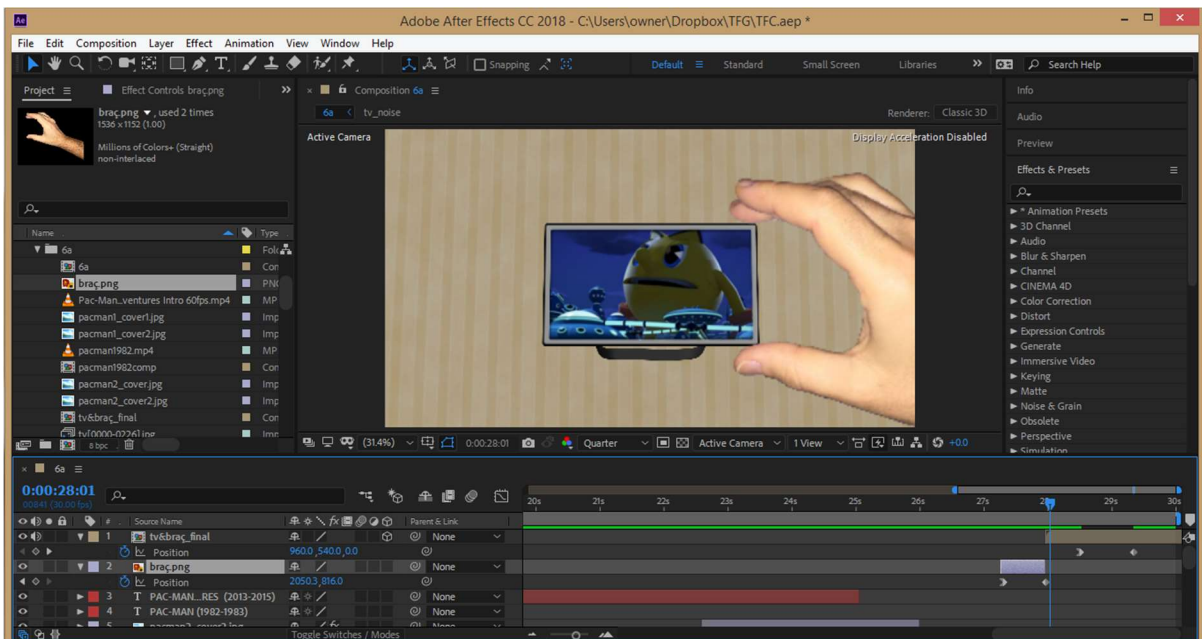 Ae
Adobe After Effects CC 2018 - C:\Users\owner\Dropbox\TFG\TFC.aep *
File Edit Composition Layer Effect Animation View Window Help
Snapping
Default
Standard
Small Screen
Libraries
Search Help
Project
Effect Controls braç.png
Composition 6a
braç.png, used 2 times
1536 x 1152 (1.00)
Millions of Colors+ (Straight)
non-interlaced
6a
tv_noise
Renderer: Classic 3D
Active Camera
Display Acceleration Disabled
Info
Audio
Preview
Effects & Presets
* Animation Presets
3D Channel
Audio
Blur & Sharpen
Channel
CINEMA 4D
Color Correction
Distort
Expression Controls
Generate
Immersive Video
Keying
Matte
Noise & Grain
Obsolete
Perspective
Simulation
Name Type
6a
6a
braç.png
Pac-Man_ventures Intro 60fps.mp4 MP
pacman1_cover1.jpg Imp
pacman1_cover2.jpg Imp
pacman1982.mp4 MP
pacman1982comp Con
pacman2_cover.jpg Imp
pacman2_cover2.jpg Imp
tv&braç_final Con
8 bpc
(31.4%) 0:00:28:01 Quarter Active Camera 1 View +0.0
6a
0:00:28:01
00841 (30.00 fps)
20s 21s 22s 23s 24s 25s 26s 27s 29s 30s
# Source Name Parent & Link
1 tv&braç_final None
Position 960.0,540.0,0.0
2 braç.png None
Position 2050.3,816.0
3 T PAC-MAN...RES (2013-2015) None
4 T PAC-MAN (1982-1983) None
5 pacman2_cover2.jpg None
Toggle Switches / Modes